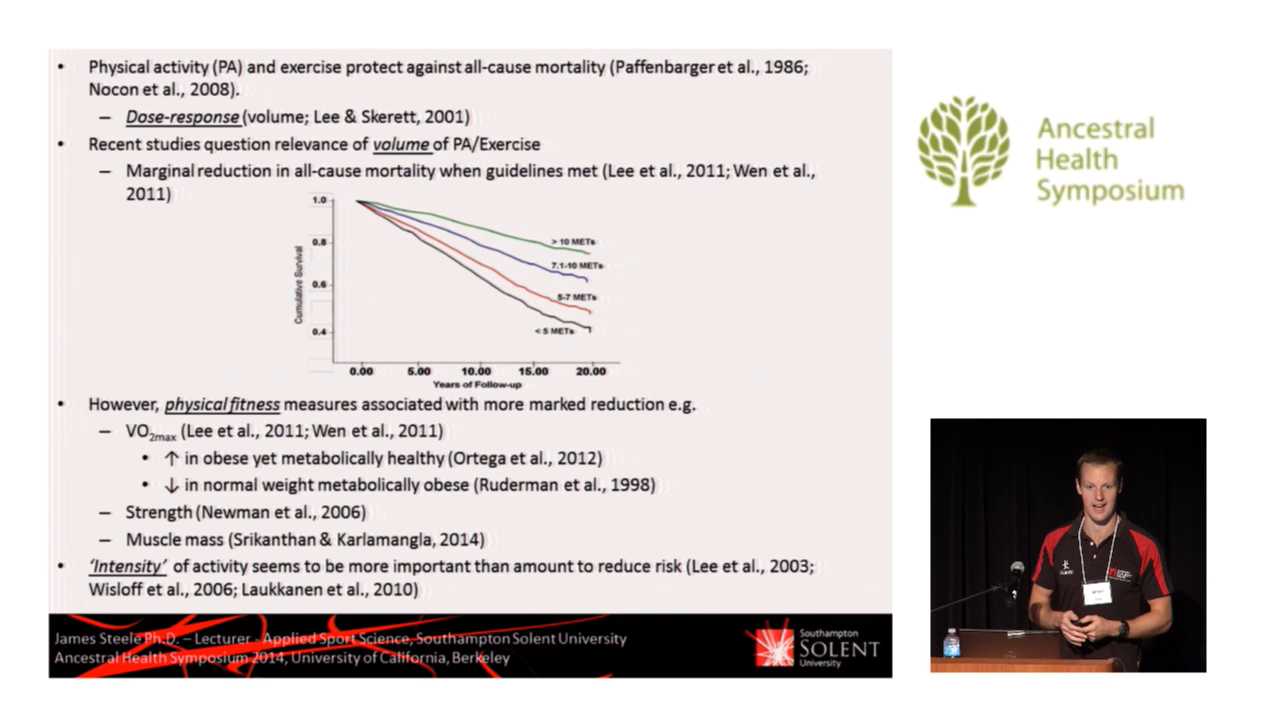 • Physical activity (PA) and exercise protect against all-cause mortality (Paffenbarger et al., 1986;
Nocon et al., 2008).
– Dose-response (volume; Lee & Skerett, 2001)
• Recent studies question relevance of volume of PA/Exercise
– Marginal reduction in all-cause mortality when guidelines met (Lee et al., 2011; Wen et al.,
2011)
1.0
0.8
0.6
0.4
Cumulative Survival
> 10 METs
7.1-10 METs
5-7 METs
< 5 METs
0.00 5.00 10.00 15.00 20.00
Years of Follow-up
• However, physical fitness measures associated with more marked reduction e.g.
– VO2max (Lee et al., 2011; Wen et al., 2011)
• ↑ in obese yet metabolically healthy (Ortega et al., 2012)
• ↓ in normal weight metabolically obese (Ruderman et al., 1998)
– Strength (Newman et al., 2006)
– Muscle mass (Srikanthan & Karlamangla, 2014)
• 'Intensity' of activity seems to be more important than amount to reduce risk (Lee et al., 2003;
Wisloff et al., 2006; Laukkanen et al., 2010)
James Steele Ph.D. – Lecturer - Applied Sport Science, Southampton Solent University
Ancestral Health Symposium 2014, University of California, Berkeley
Southampton
SOLENT
University
Ancestral
Health
Symposium